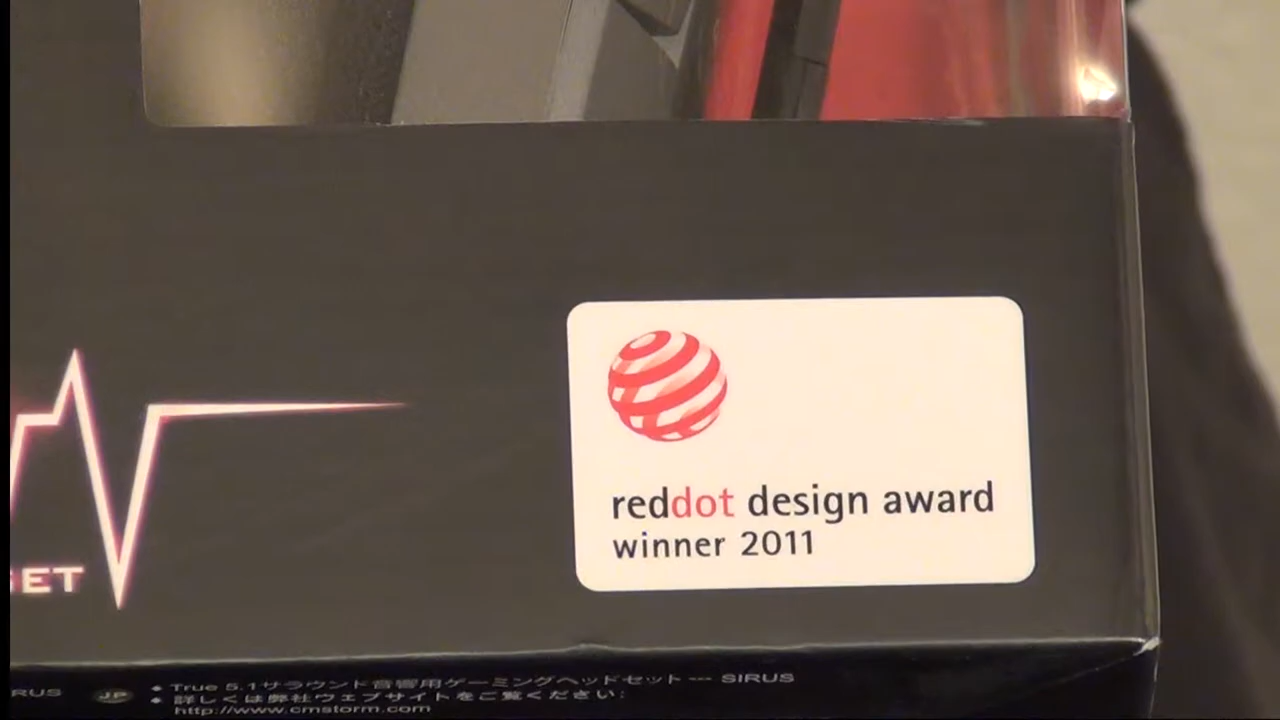 reddot design award
winner 2011
SET
RUS
JP
• True 5.1サラウンド音響用ゲーミングヘッドセット --- SIRUS
• 詳しくは弊社ウェブサイトをご覧ください:
http://www.cmstorm.com